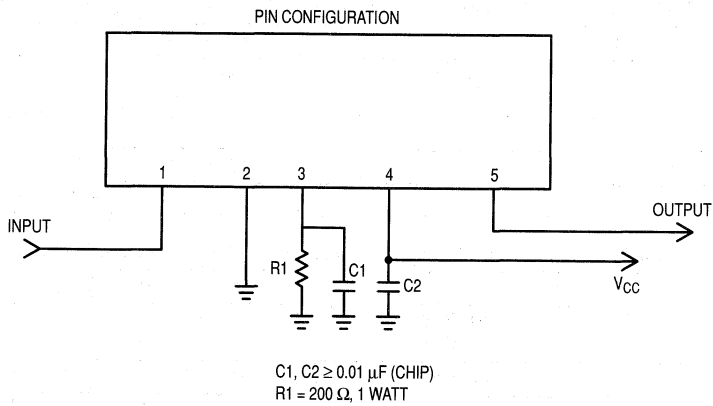 PIN CONFIGURATION
1 2 3 4 5
INPUT
OUTPUT
R1
C1
C2
VCC
C1, C2 ≥ 0.01 μF (CHIP)
R1 = 200 Ω, 1 WATT